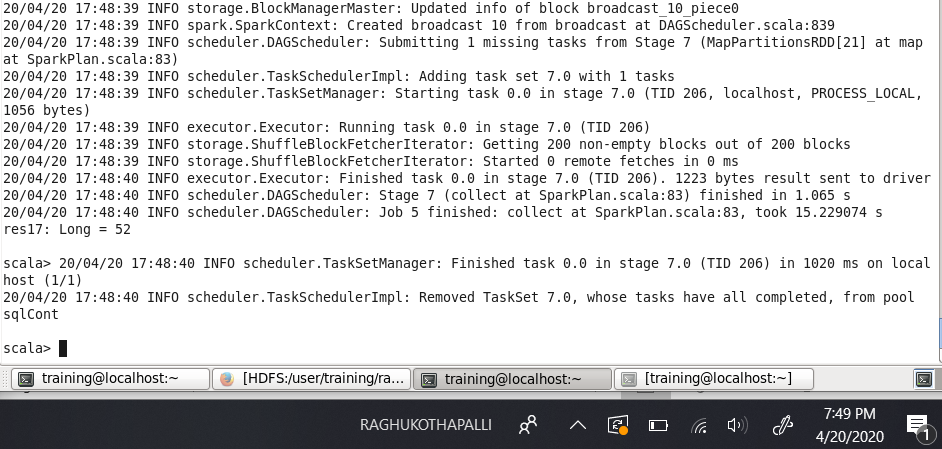 20/04/20 17:48:39 INFO storage.BlockManagerMaster: Updated info of block broadcast_10_piece0
20/04/20 17:48:39 INFO spark.SparkContext: Created broadcast 10 from broadcast at DAGScheduler.scala:839
20/04/20 17:48:39 INFO scheduler.DAGScheduler: Submitting 1 missing tasks from Stage 7 (MapPartitionsRDD[21] at map
at SparkPlan.scala:83)
20/04/20 17:48:39 INFO scheduler.TaskSchedulerImpl: Adding task set 7.0 with 1 tasks
20/04/20 17:48:39 INFO scheduler.TaskSetManager: Starting task 0.0 in stage 7.0 (TID 206, localhost, PROCESS_LOCAL,
1056 bytes)
20/04/20 17:48:39 INFO executor.Executor: Running task 0.0 in stage 7.0 (TID 206)
20/04/20 17:48:39 INFO storage.ShuffleBlockFetcherIterator: Getting 200 non-empty blocks out of 200 blocks
20/04/20 17:48:39 INFO storage.ShuffleBlockFetcherIterator: Started 0 remote fetches in 0 ms
20/04/20 17:48:40 INFO executor.Executor: Finished task 0.0 in stage 7.0 (TID 206). 1223 bytes result sent to driver
20/04/20 17:48:40 INFO scheduler.DAGScheduler: Stage 7 (collect at SparkPlan.scala:83) finished in 1.065 s
20/04/20 17:48:40 INFO scheduler.DAGScheduler: Job 5 finished: collect at SparkPlan.scala:83, took 15.229074 s
res17: Long = 52
scala> 20/04/20 17:48:40 INFO scheduler.TaskSetManager: Finished task 0.0 in stage 7.0 (TID 206) in 1020 ms on local
host (1/1)
20/04/20 17:48:40 INFO scheduler.TaskSchedulerImpl: Removed TaskSet 7.0, whose tasks have all completed, from pool
sqlCont
scala>
training@localhost:~ [HDFS:/user/training/ra... training@localhost:~ [training@localhost:~]
RAGHUKOTHAPALLI 7:49 PM
4/20/2020 1